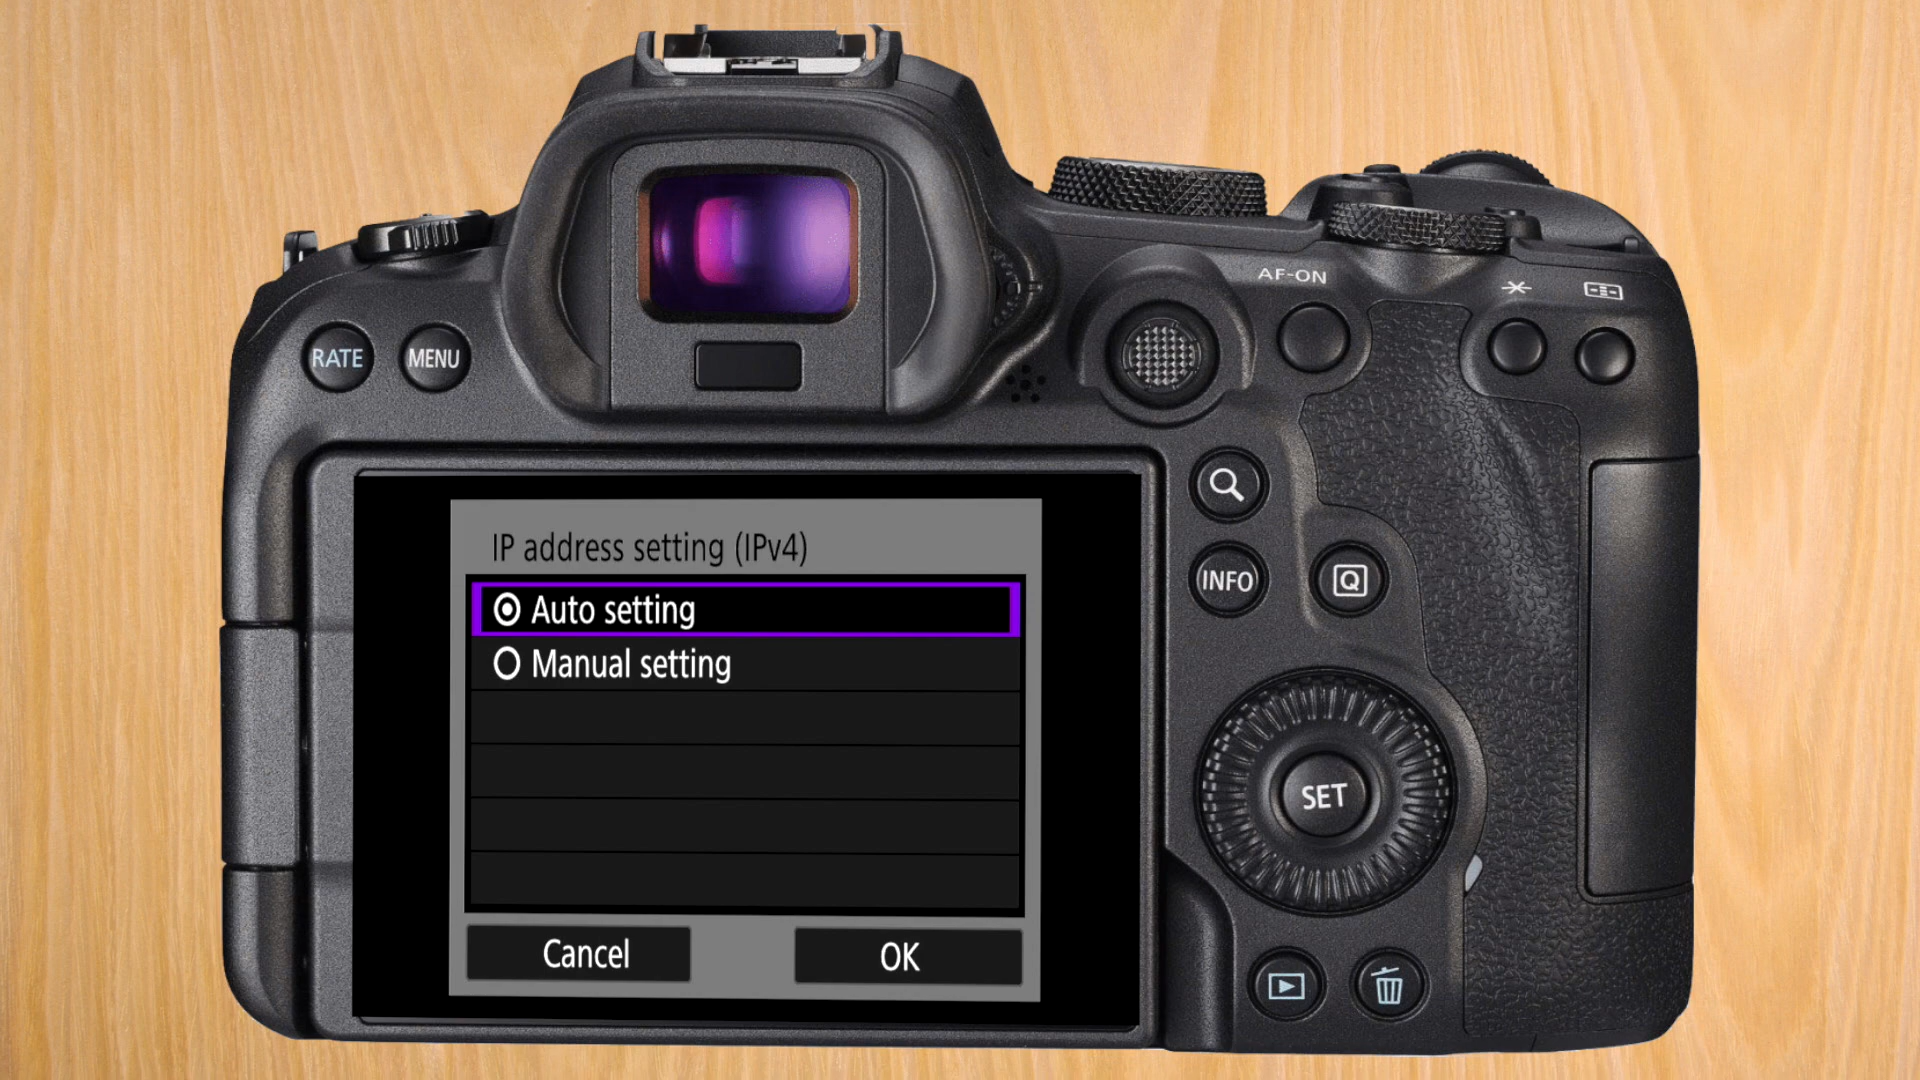 AF-ON
RATE
MENU
IP address setting (IPv4)
Auto setting
Manual setting
Cancel
OK
INFO
Q
SET